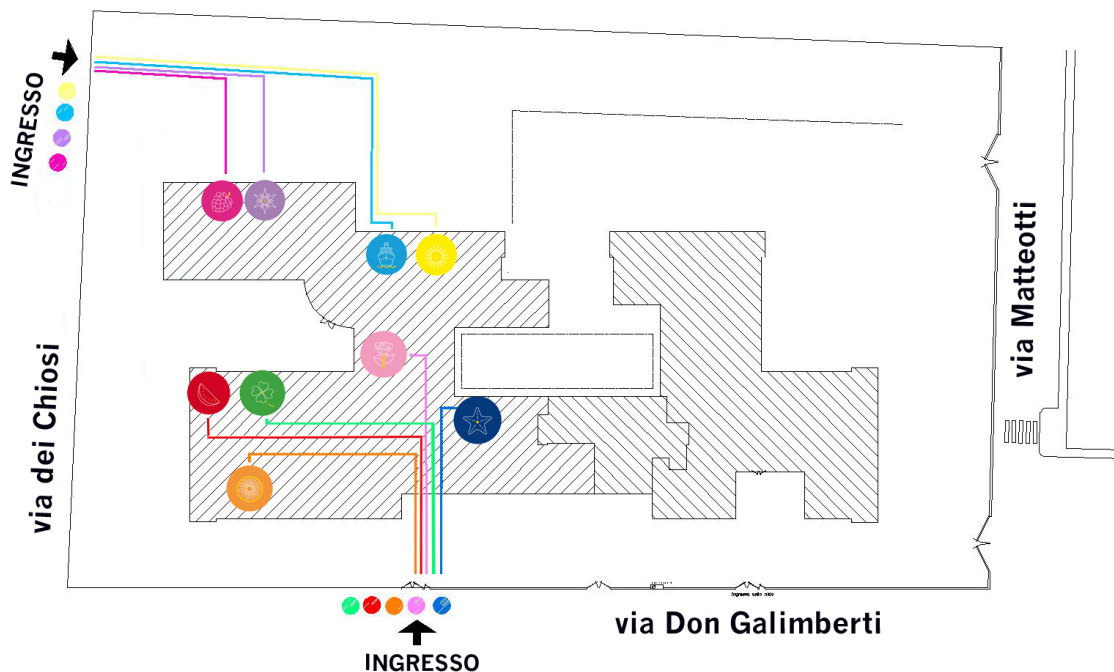 INGRESSO
via dei Chiosi
via Matteotti
via Don Galimberti
INGRESSO